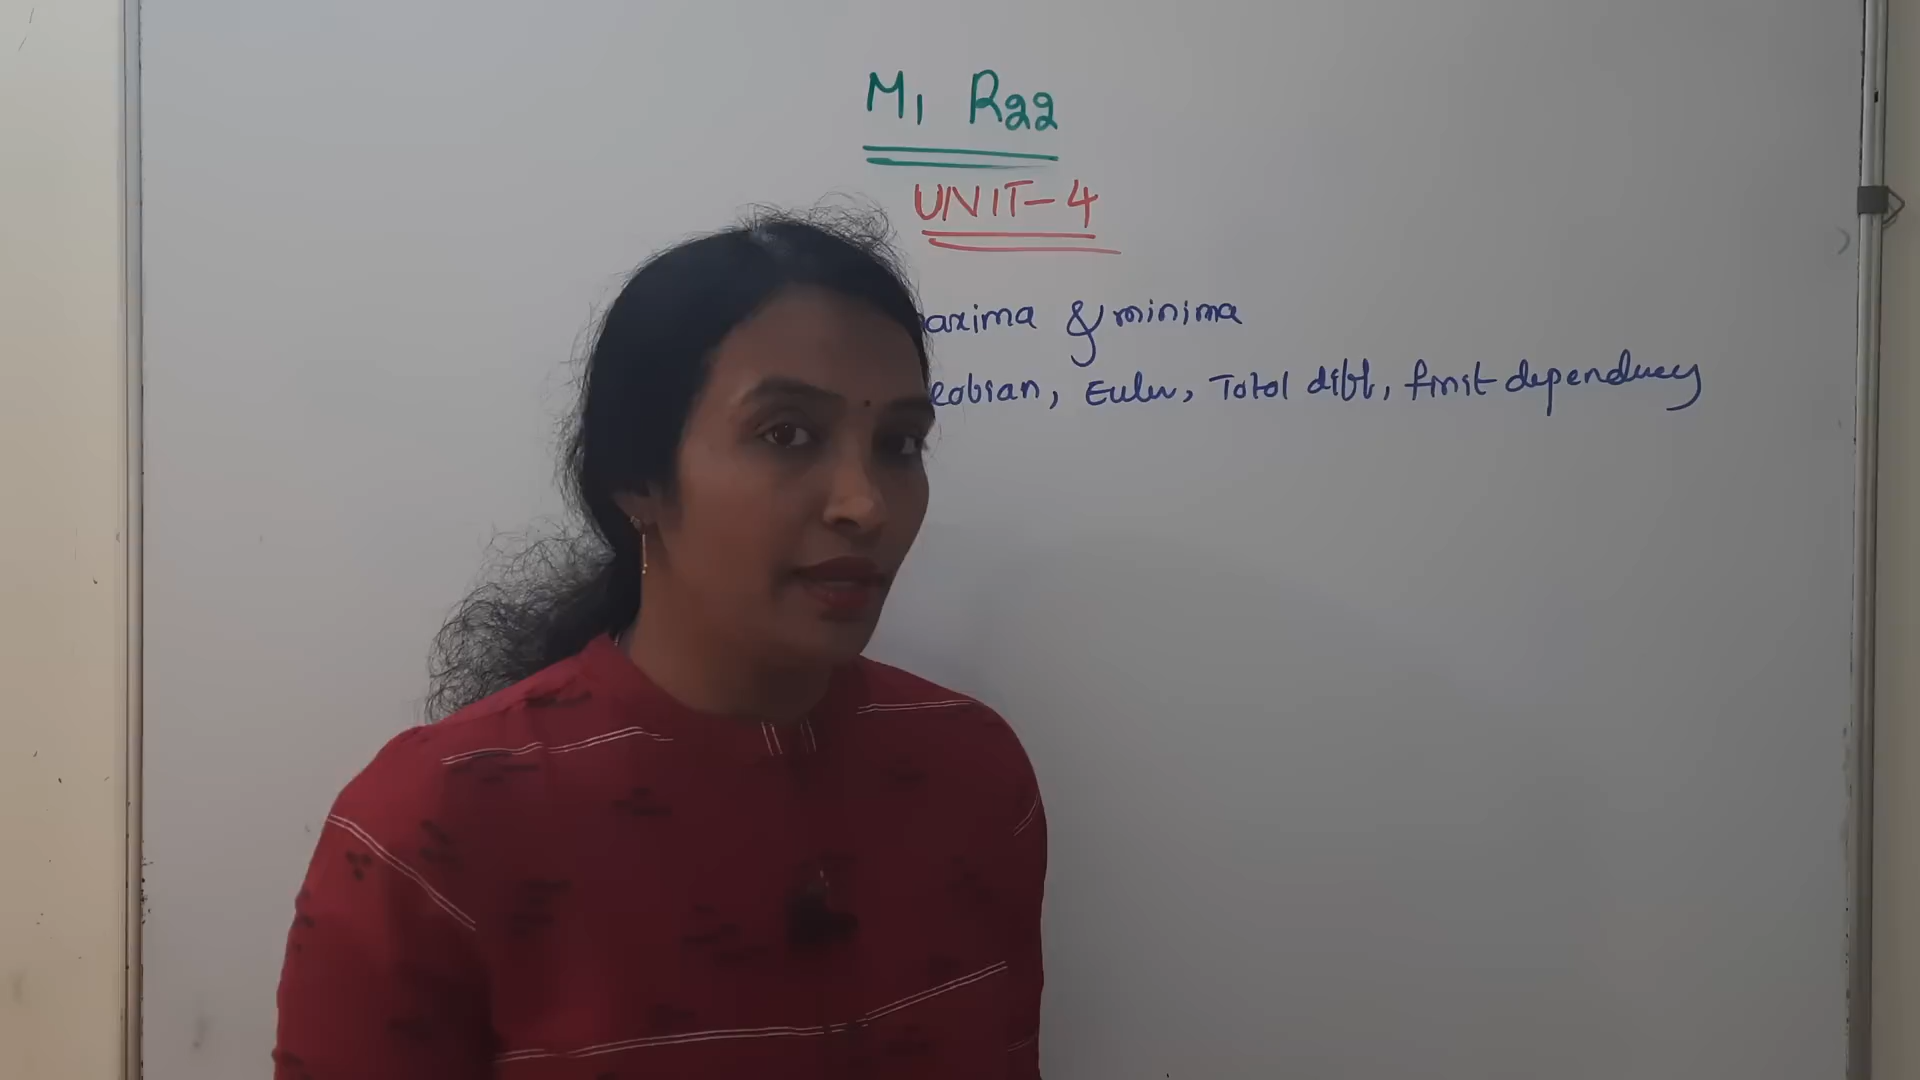 M1 R22
UNIT-4
axima & minima
cobian, Euler, Total diff, funct dependency